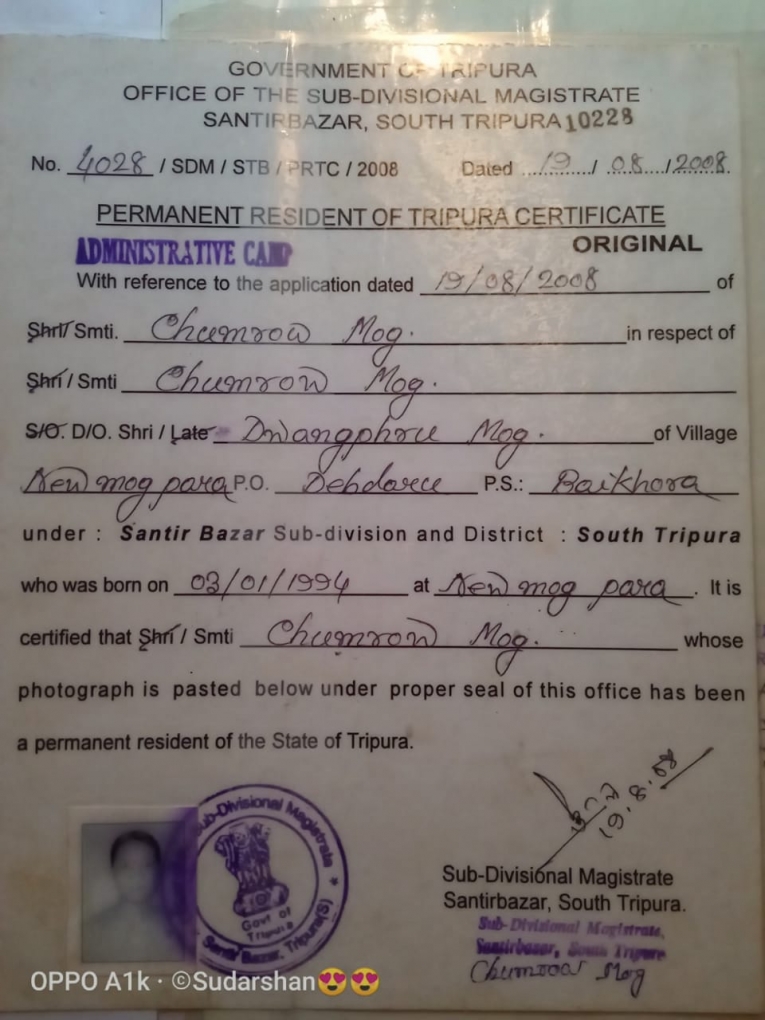 GOVERNMENT OF TRIPURA
OFFICE OF THE SUB-DIVISIONAL MAGISTRATE
SANTIRBAZAR, SOUTH TRIPURA 10228
No. 4028 / SDM / STB / PRTC / 2008 Dated 19 / 08 / 2008
PERMANENT RESIDENT OF TRIPURA CERTIFICATE
ADMINISTRATIVE CAMP ORIGINAL
With reference to the application dated 19/08/2008 of
Shri/ Smti. Chumrow Mog. in respect of
Shri / Smti Chumrow Mog.
S/O. D/O. Shri / Late Dwangphru Mog. of Village
New mog para P.O. Debdaru P.S.: Baikhora
under : Santir Bazar Sub-division and District : South Tripura
who was born on 03/01/1994 at New mog para . It is
certified that Shri / Smti Chumrow Mog. whose
photograph is pasted below under proper seal of this office has been
a permanent resident of the State of Tripura.
19.8.08
Sub-Divisional Magistrate
Govt of
Tripura
Santir Bazar, Tripura(S)
Sub-Divisional Magistrate
Santirbazar, South Tripura.
Sub-Divisional Magistrate,
Santirbazar, South Tripura
Chumrow Mog
OPPO A1k · ©Sudarshan😍😍